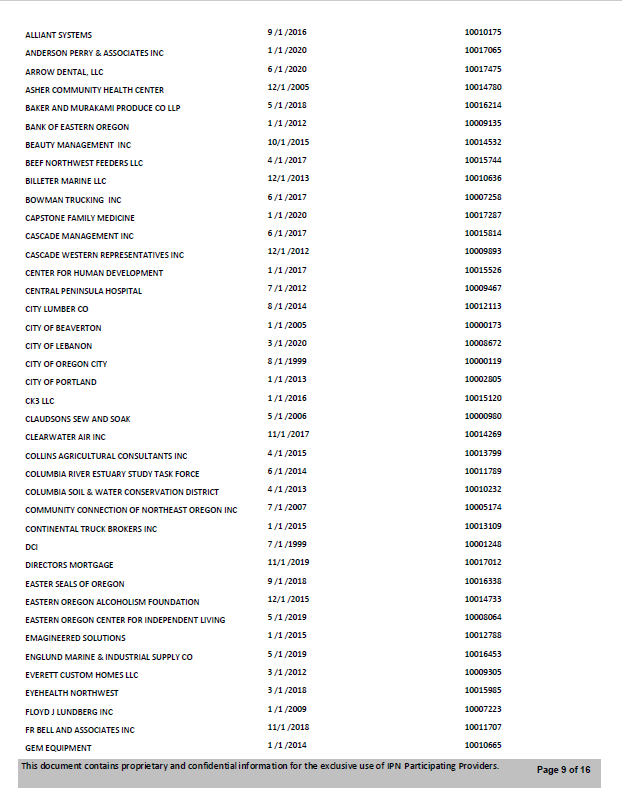 ALLIANT SYSTEMS 9 /1 /2016 10010175
ANDERSON PERRY & ASSOCIATES INC 1 /1 /2020 10017065
ARROW DENTAL, LLC 6 /1 /2020 10017475
ASHER COMMUNITY HEALTH CENTER 12/1 /2005 10014780
BAKER AND MURAKAMI PRODUCE CO LLP 5 /1 /2018 10016214
BANK OF EASTERN OREGON 1 /1 /2012 10009135
BEAUTY MANAGEMENT INC 10/1 /2015 10014532
BEEF NORTHWEST FEEDERS LLC 4 /1 /2017 10015744
BILLETER MARINE LLC 12/1 /2013 10010636
BOWMAN TRUCKING INC 6 /1 /2017 10007258
CAPSTONE FAMILY MEDICINE 1 /1 /2020 10017287
CASCADE MANAGEMENT INC 6 /1 /2017 10015814
CASCADE WESTERN REPRESENTATIVES INC 12/1 /2012 10009893
CENTER FOR HUMAN DEVELOPMENT 1 /1 /2017 10015526
CENTRAL PENINSULA HOSPITAL 7 /1 /2012 10009467
CITY LUMBER CO 8 /1 /2014 10012113
CITY OF BEAVERTON 1 /1 /2005 10000173
CITY OF LEBANON 3 /1 /2020 10008672
CITY OF OREGON CITY 8 /1 /1999 10000119
CITY OF PORTLAND 1 /1 /2013 10002805
CK3 LLC 1 /1 /2016 10015120
CLAUDSONS SEW AND SOAK 5 /1 /2006 10000980
CLEARWATER AIR INC 11/1 /2017 10014269
COLLINS AGRICULTURAL CONSULTANTS INC 4 /1 /2015 10013799
COLUMBIA RIVER ESTUARY STUDY TASK FORCE 6 /1 /2014 10011789
COLUMBIA SOIL & WATER CONSERVATION DISTRICT 4 /1 /2013 10010232
COMMUNITY CONNECTION OF NORTHEAST OREGON INC 7 /1 /2007 10005174
CONTINENTAL TRUCK BROKERS INC 1 /1 /2015 10013109
DCI 7 /1 /1999 10001248
DIRECTORS MORTGAGE 11/1 /2019 10017012
EASTER SEALS OF OREGON 9 /1 /2018 10016338
EASTERN OREGON ALCOHOLISM FOUNDATION 12/1 /2015 10014733
EASTERN OREGON CENTER FOR INDEPENDENT LIVING 5 /1 /2019 10008064
EMAGINEERED SOLUTIONS 1 /1 /2015 10012788
ENGLUND MARINE & INDUSTRIAL SUPPLY CO 5 /1 /2019 10016453
EVERETT CUSTOM HOMES LLC 3 /1 /2012 10009305
EYEHEALTH NORTHWEST 3 /1 /2018 10015985
FLOYD J LUNDBERG INC 1 /1 /2009 10007223
FR BELL AND ASSOCIATES INC 11/1 /2018 10011707
GEM EQUIPMENT 1 /1 /2014 10010665
This document contains proprietary and confidential information for the exclusive use of IPN Participating Providers. Page 9 of 16